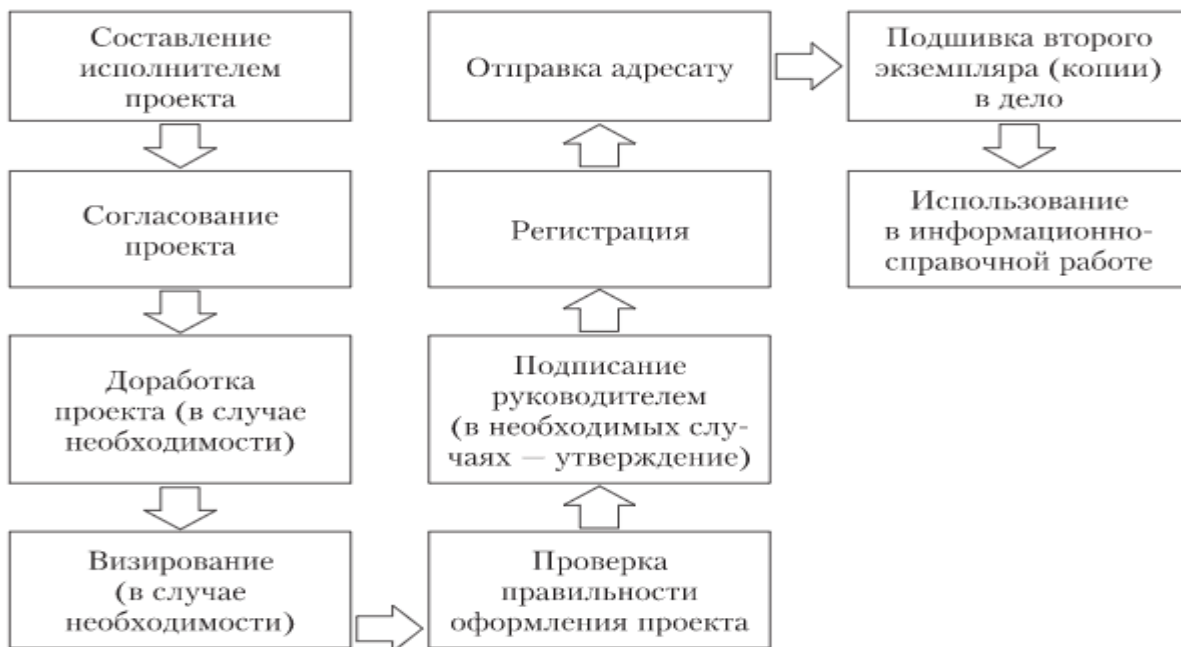 Составление
исполнителем
проекта
Согласование
проекта
Доработка
проекта (в случае
необходимости)
Визирование
(в случае
необходимости)
Проверка
правильности
оформления проекта
Подписание
руководителем
(в необходимых слу-
чаях — утверждение)
Регистрация
Отправка адресату
Подшивка второго
экземпляра (копии)
в дело
Использование
в информационно-
справочной работе